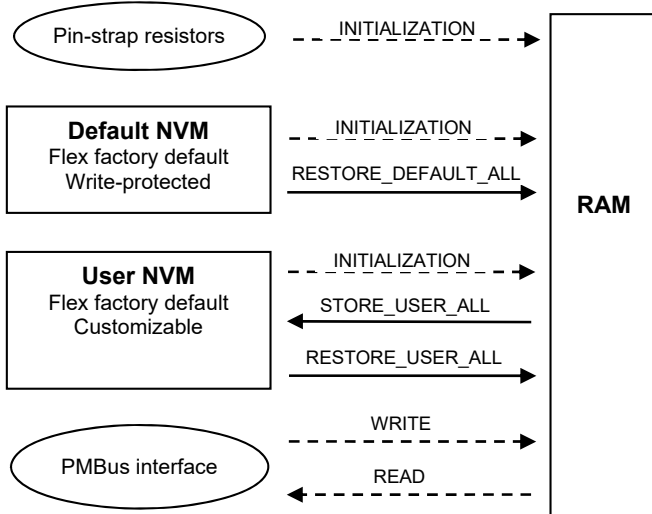 Pin-strap resistors
INITIALIZATION
Default NVM
Flex factory default
Write-protected
INITIALIZATION
RESTORE_DEFAULT_ALL
RAM
User NVM
Flex factory default
Customizable
INITIALIZATION
STORE_USER_ALL
RESTORE_USER_ALL
PMBus interface
WRITE
READ